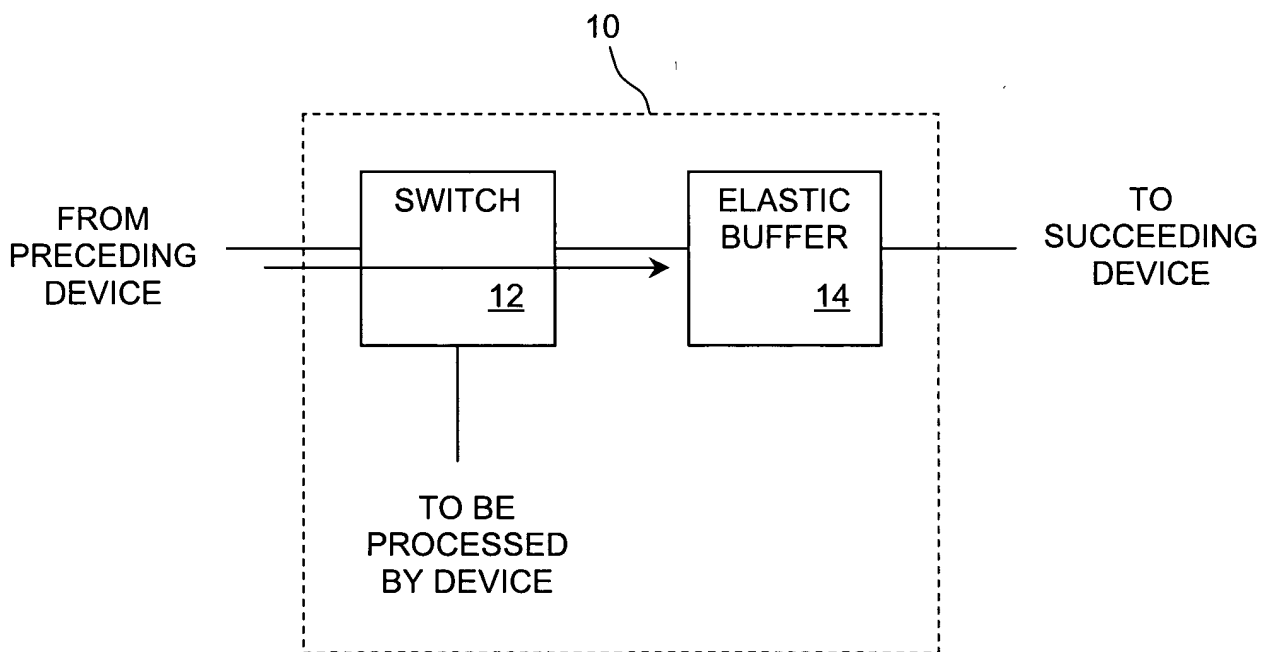 10
FROM
PRECEDING
DEVICE
SWITCH
12
ELASTIC
BUFFER
14
TO
SUCCEEDING
DEVICE
TO BE
PROCESSED
BY DEVICE